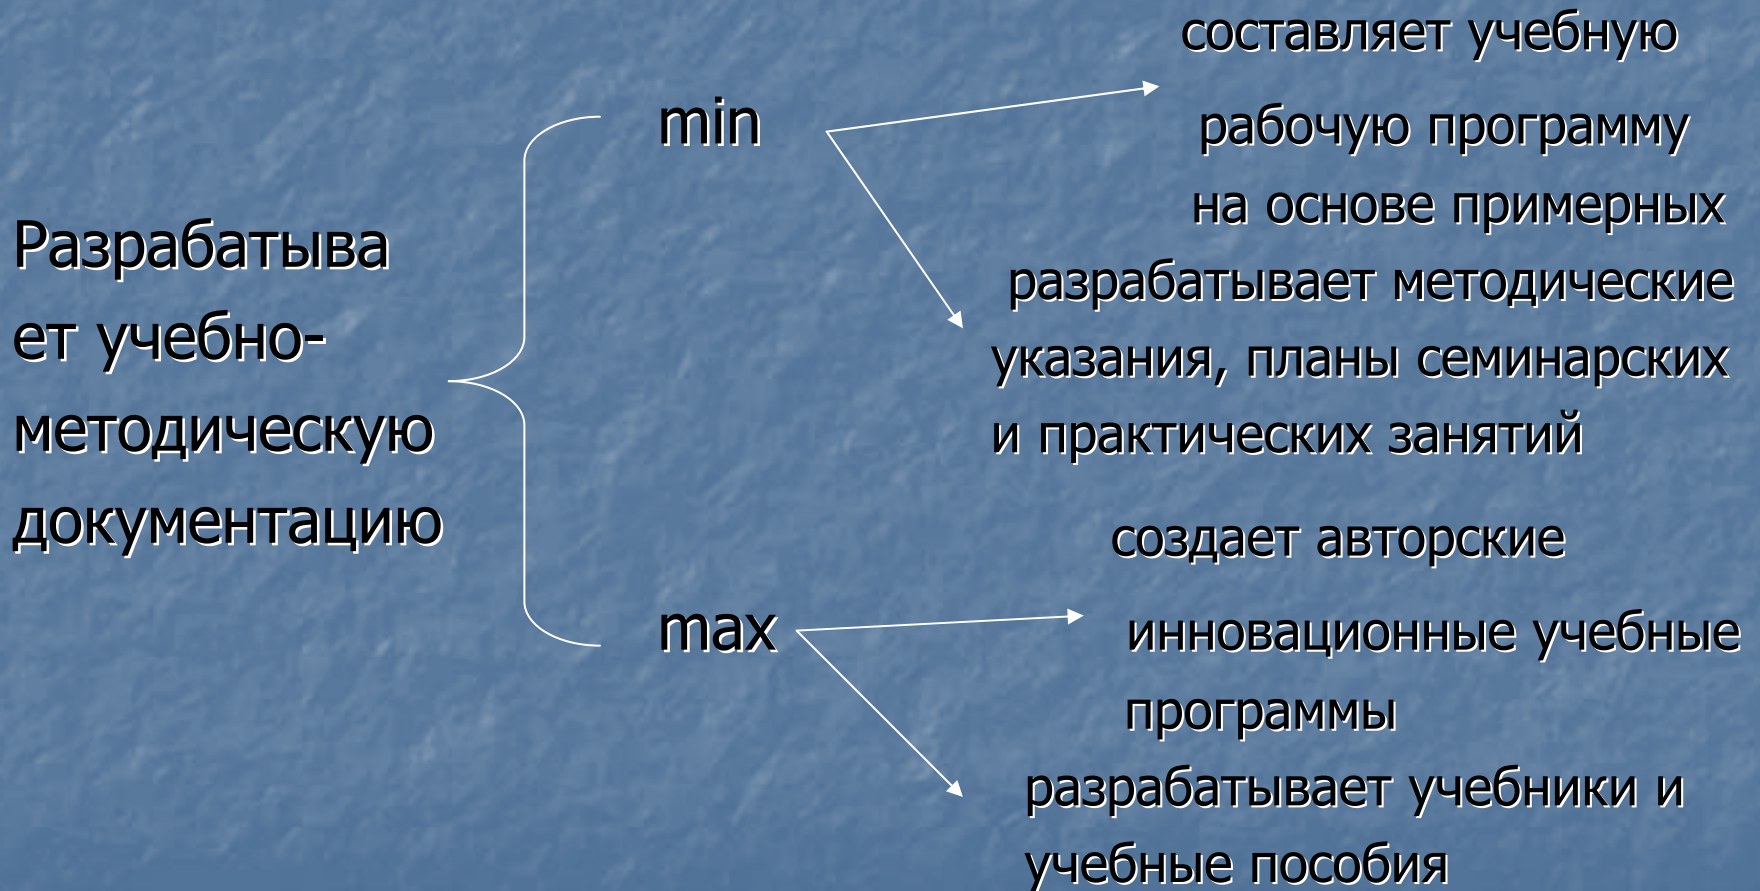 Разрабатыва
ет учебно-
методическую
документацию
min
составляет учебную
рабочую программу
на основе примерных
разрабатывает методические
указания, планы семинарских
и практических занятий
max
создает авторские
инновационные учебные
программы
разрабатывает учебники и
учебные пособия